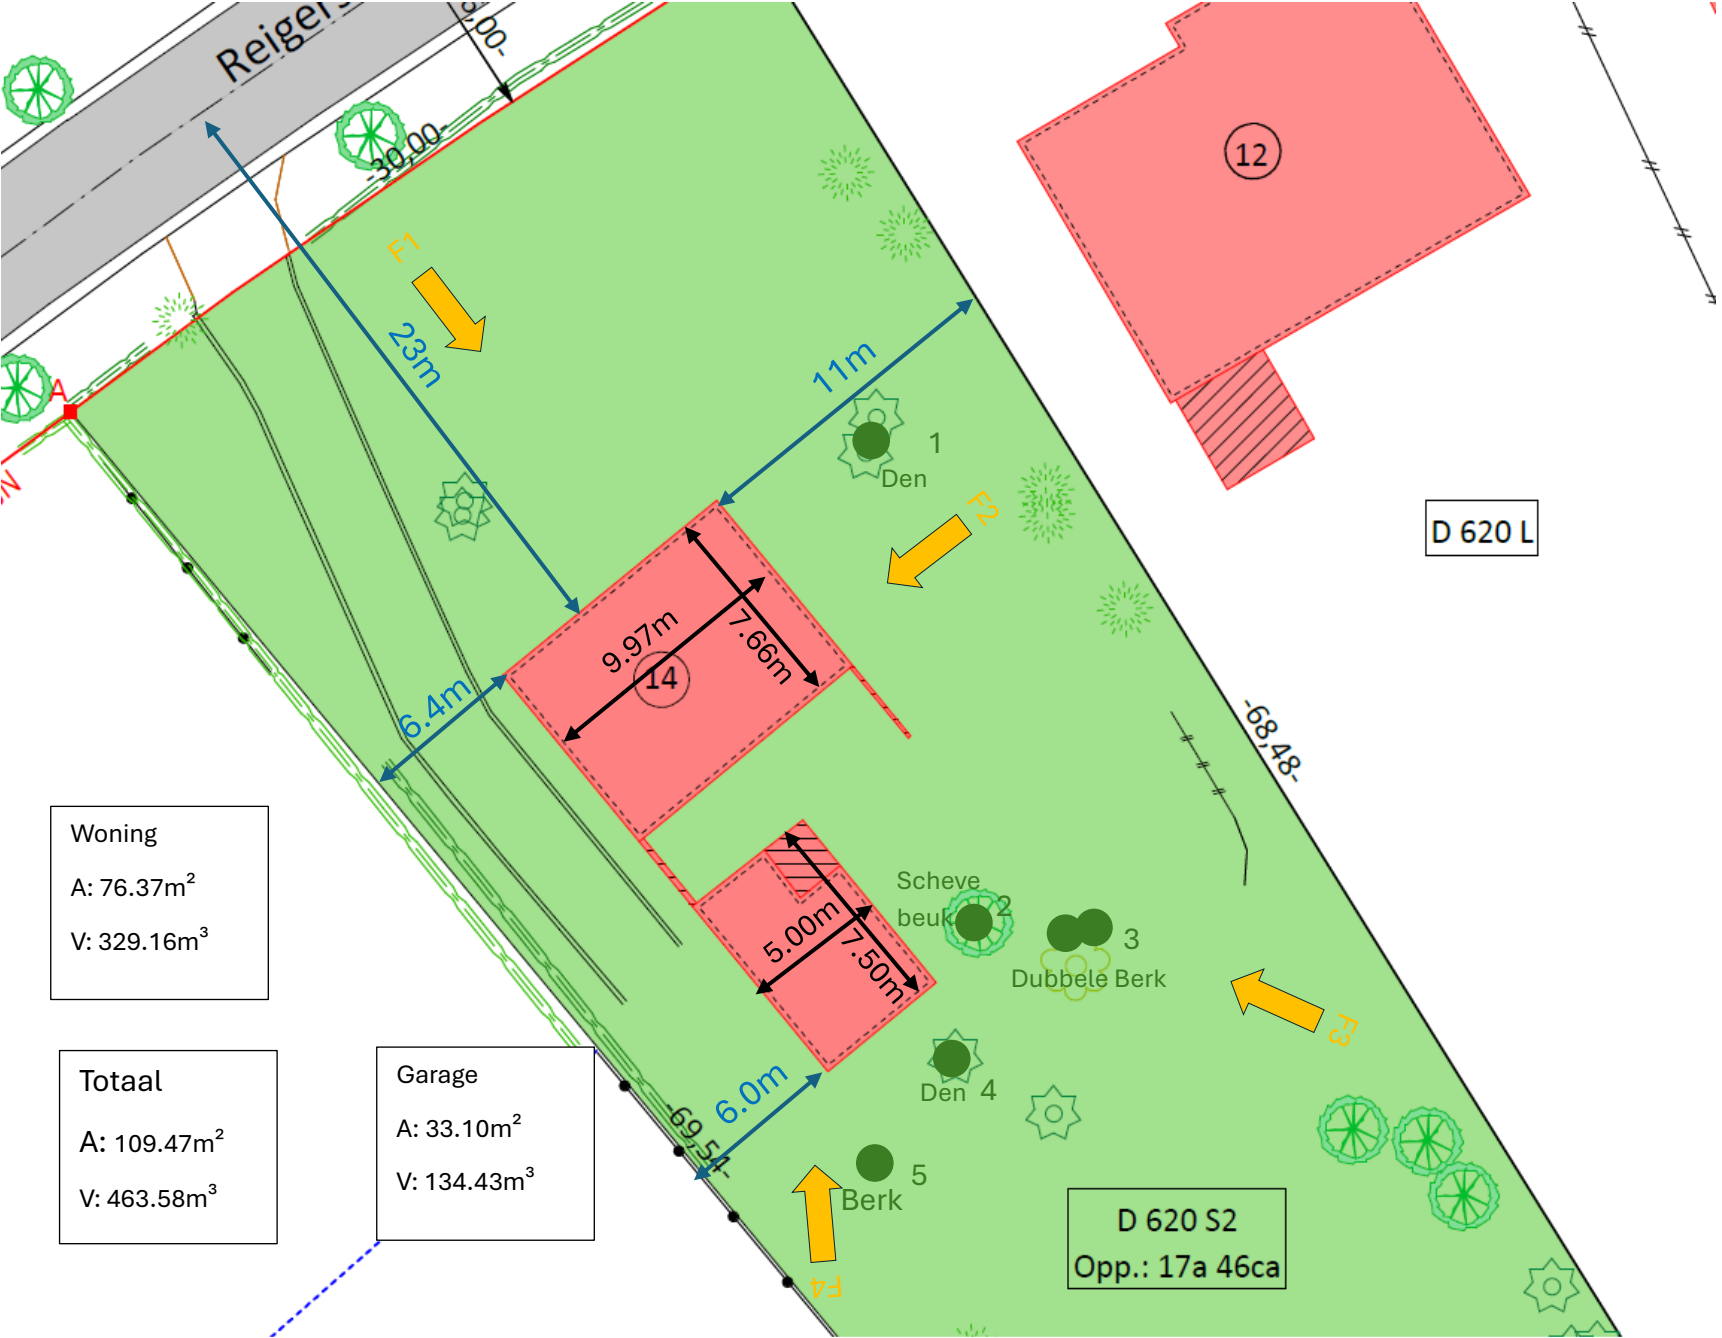 Reigers
-30,00-
F1
23m
11m
12
A
N
1
Den
F2
D 620 L
9.97m
7.66m
14
6.4m
-68,48-
Woning
A: 76.37m²
V: 329.16m³
Scheve
beuk
2
3
Dubbele Berk
5.00m
7.50m
F3
Totaal
A: 109.47m²
V: 463.58m³
Garage
A: 33.10m²
V: 134.43m³
6.0m
-69,54-
Den 4
5
Berk
F4
D 620 S2
Opp.: 17a 46ca